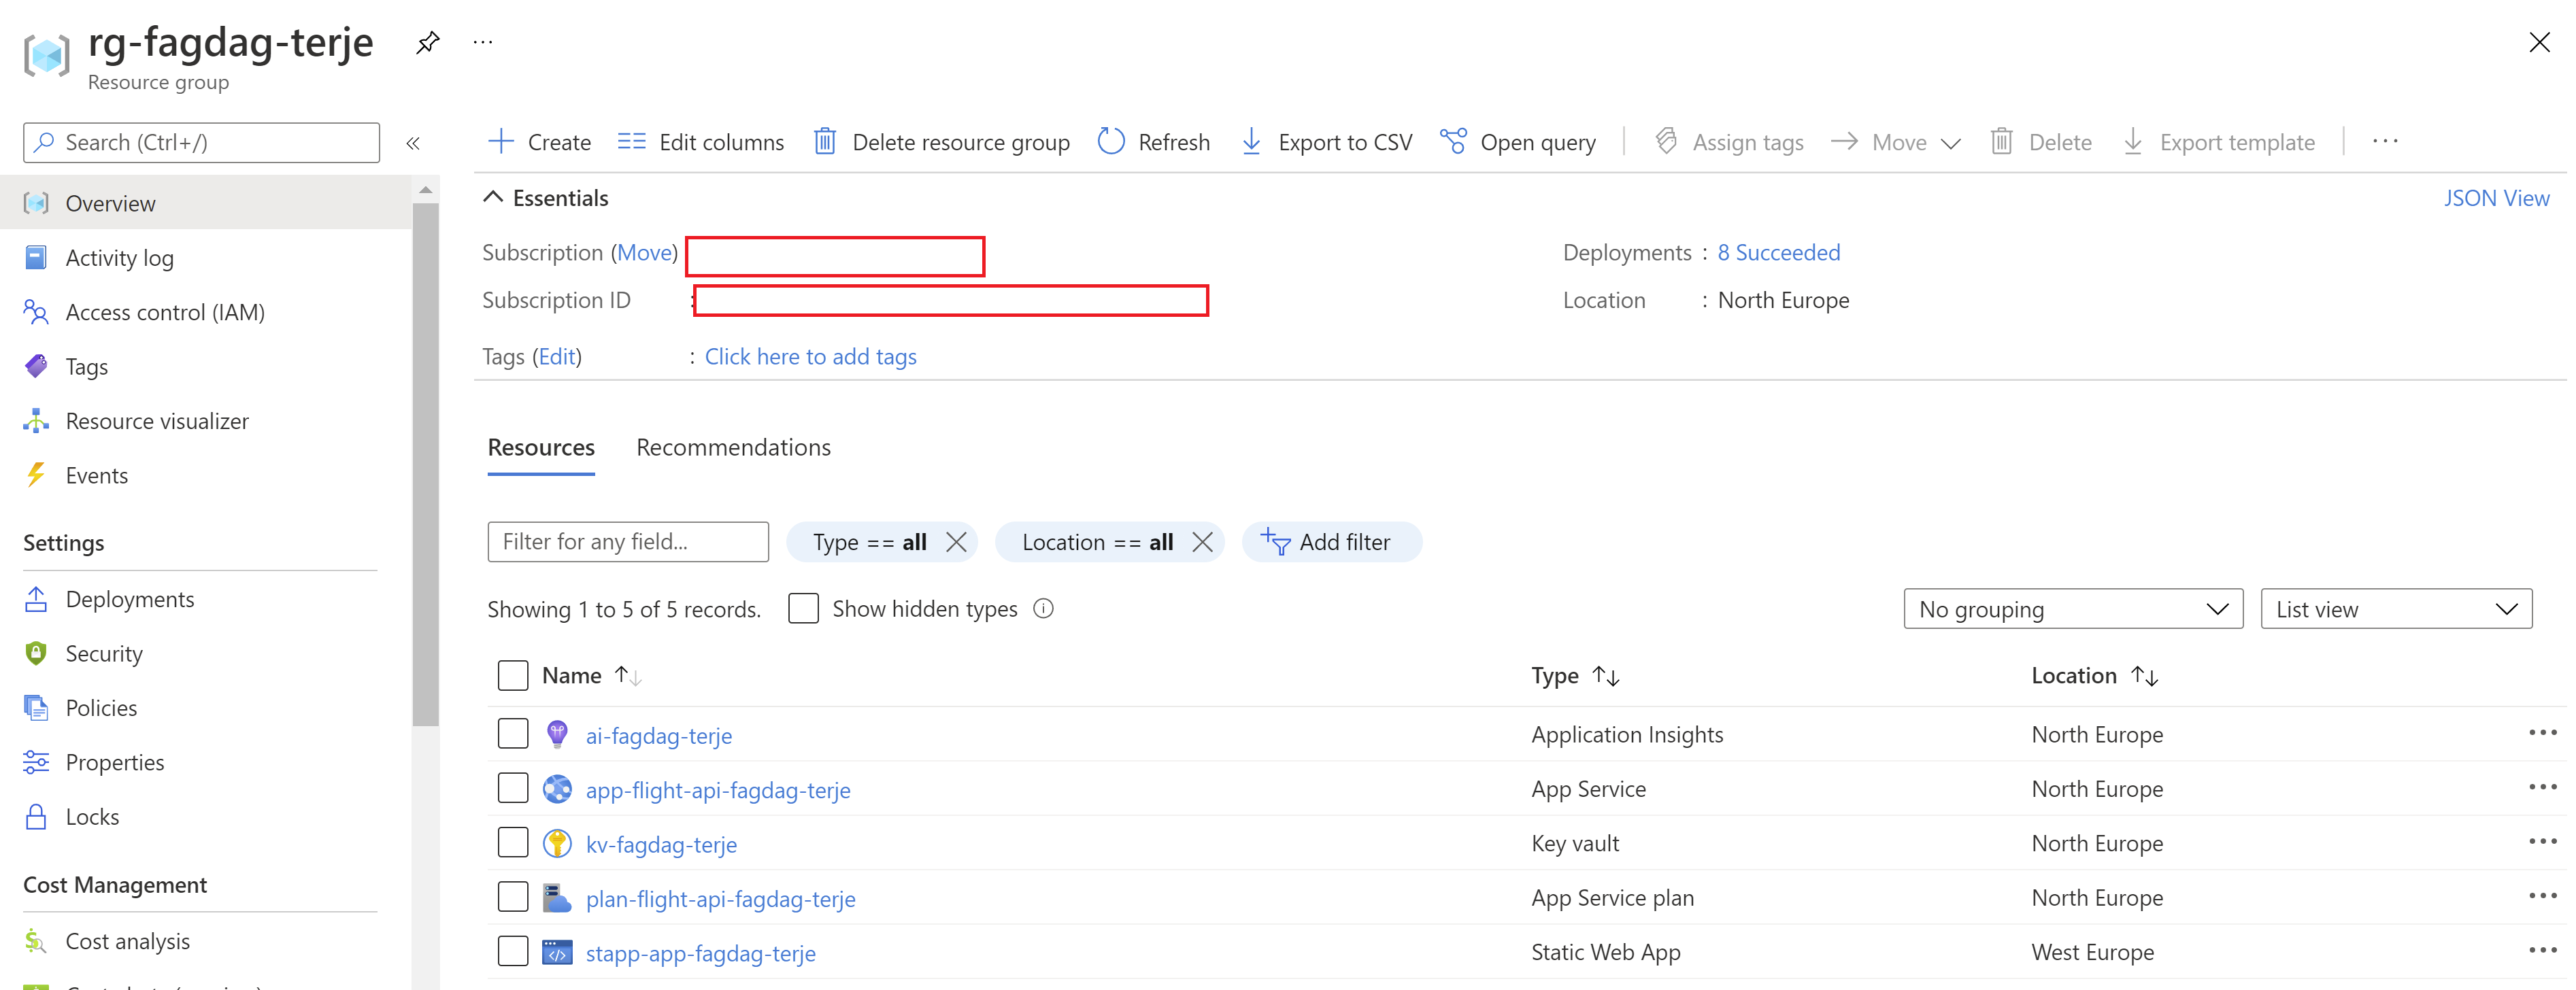 rg-fagdag-terje
Resource group
Search (Ctrl+/)
Overview
Activity log
Access control (IAM)
Tags
Resource visualizer
Events
Settings
Deployments
Security
Policies
Properties
Locks
Cost Management
Cost analysis
Create Edit columns Delete resource group Refresh Export to CSV Open query Assign tags Move Delete Export template
Essentials JSON View
Subscription (Move) Deployments : 8 Succeeded
Subscription ID : Location : North Europe
Tags (Edit) : Click here to add tags
Resources Recommendations
Filter for any field... Type == all Location == all Add filter
Showing 1 to 5 of 5 records. Show hidden types No grouping List view
Name Type Location
ai-fagdag-terje Application Insights North Europe
app-flight-api-fagdag-terje App Service North Europe
kv-fagdag-terje Key vault North Europe
plan-flight-api-fagdag-terje App Service plan North Europe
stapp-app-fagdag-terje Static Web App West Europe